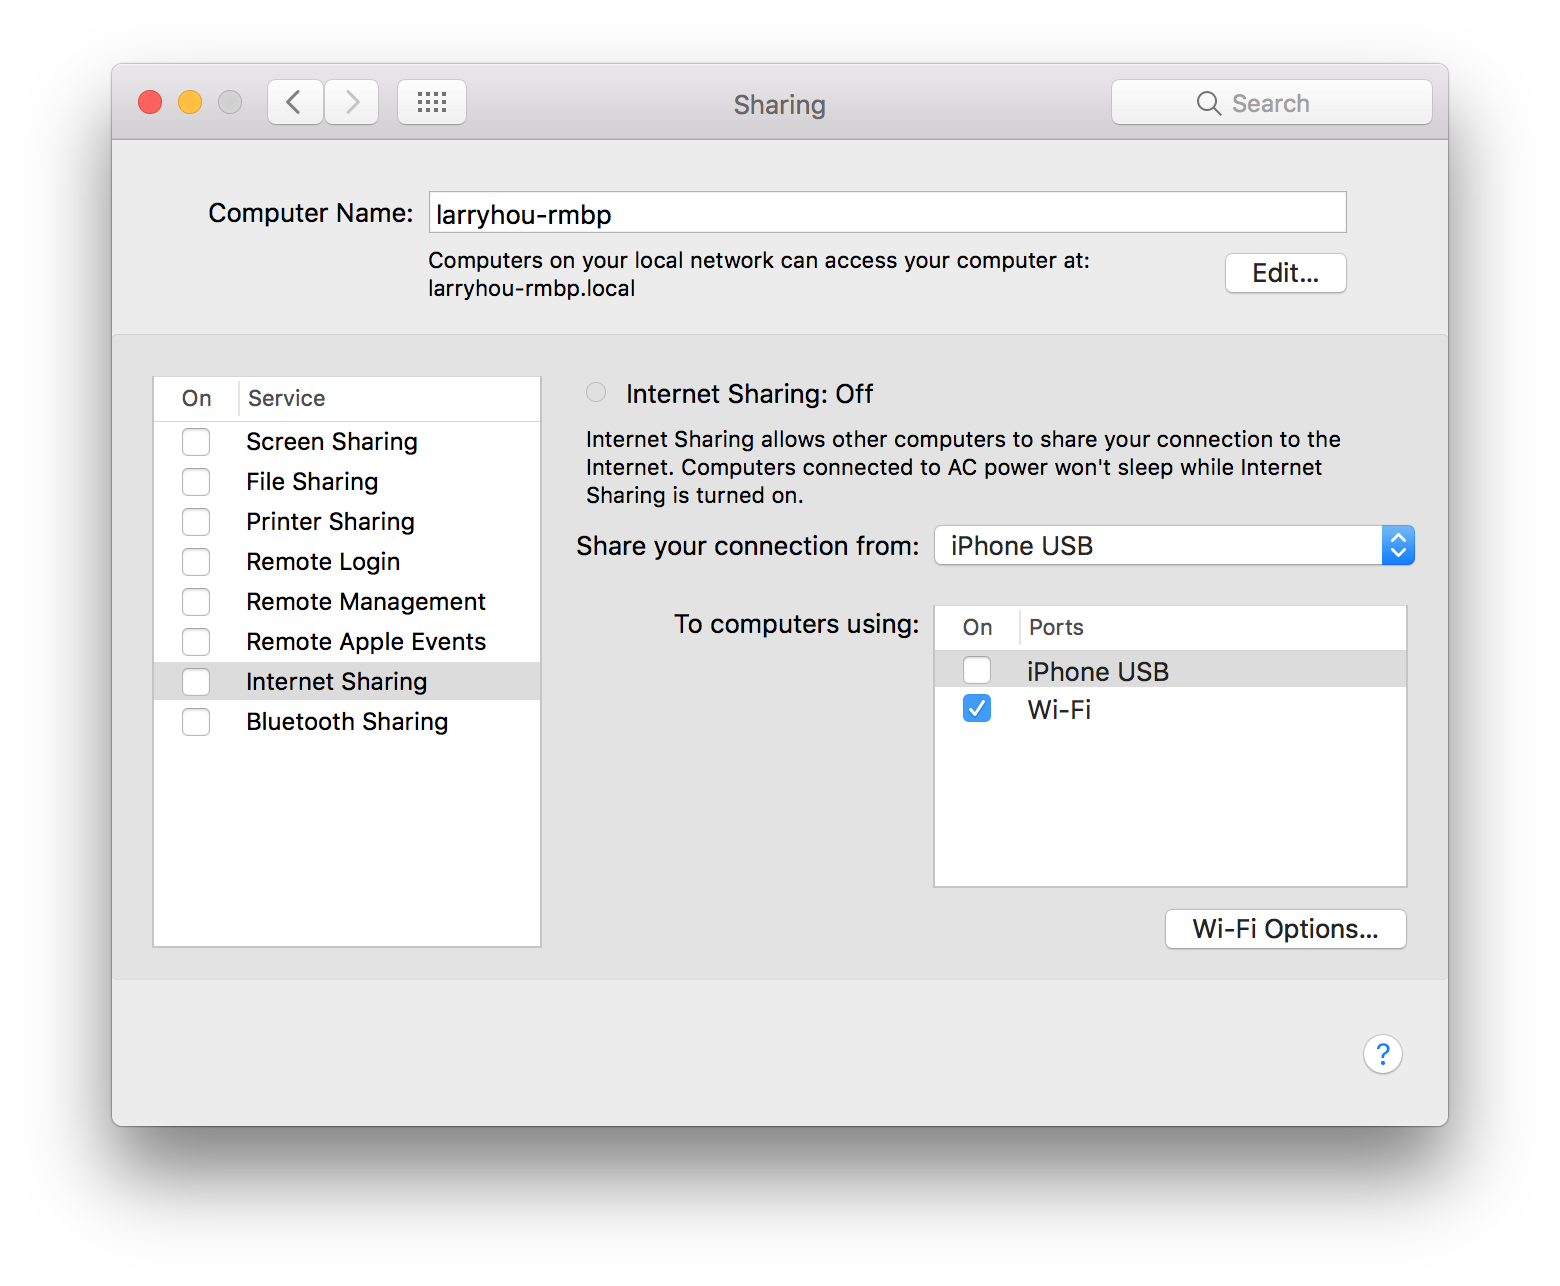 Sharing
Search
Computer Name: larryhou-rmbp
Computers on your local network can access your computer at:
larryhou-rmbp.local
Edit...
On Service
Screen Sharing
File Sharing
Printer Sharing
Remote Login
Remote Management
Remote Apple Events
Internet Sharing
Bluetooth Sharing
Internet Sharing: Off
Internet Sharing allows other computers to share your connection to the
Internet. Computers connected to AC power won't sleep while Internet
Sharing is turned on.
Share your connection from: iPhone USB
To computers using:
On Ports
iPhone USB
Wi-Fi
Wi-Fi Options...
?